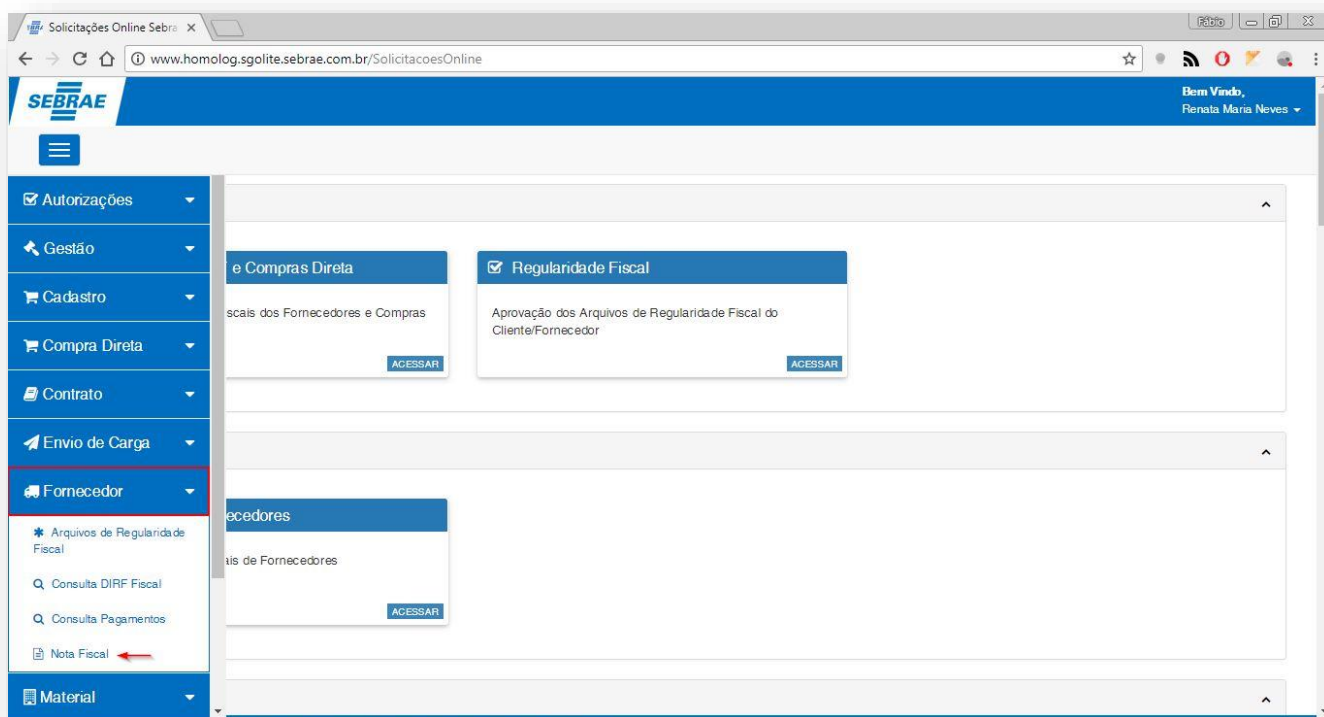 Solicitações Online Sebra
Fábio
www.homolog.sgolite.sebrae.com.br/SolicitacoesOnline
SEBRAE
Bem Vindo,
Renata Maria Neves
Autorizações
Gestão
Cadastro
Compra Direta
Contrato
Envio de Carga
Fornecedor
Arquivos de Regularidade
Fiscal
Consulta DIRF Fiscal
Consulta Pagamentos
Nota Fiscal
Material
e Compras Direta
scais dos Fornecedores e Compras
ACESSAR
Regularidade Fiscal
Aprovação dos Arquivos de Regularidade Fiscal do
Cliente/Fornecedor
ACESSAR
ecedores
ais de Fornecedores
ACESSAR